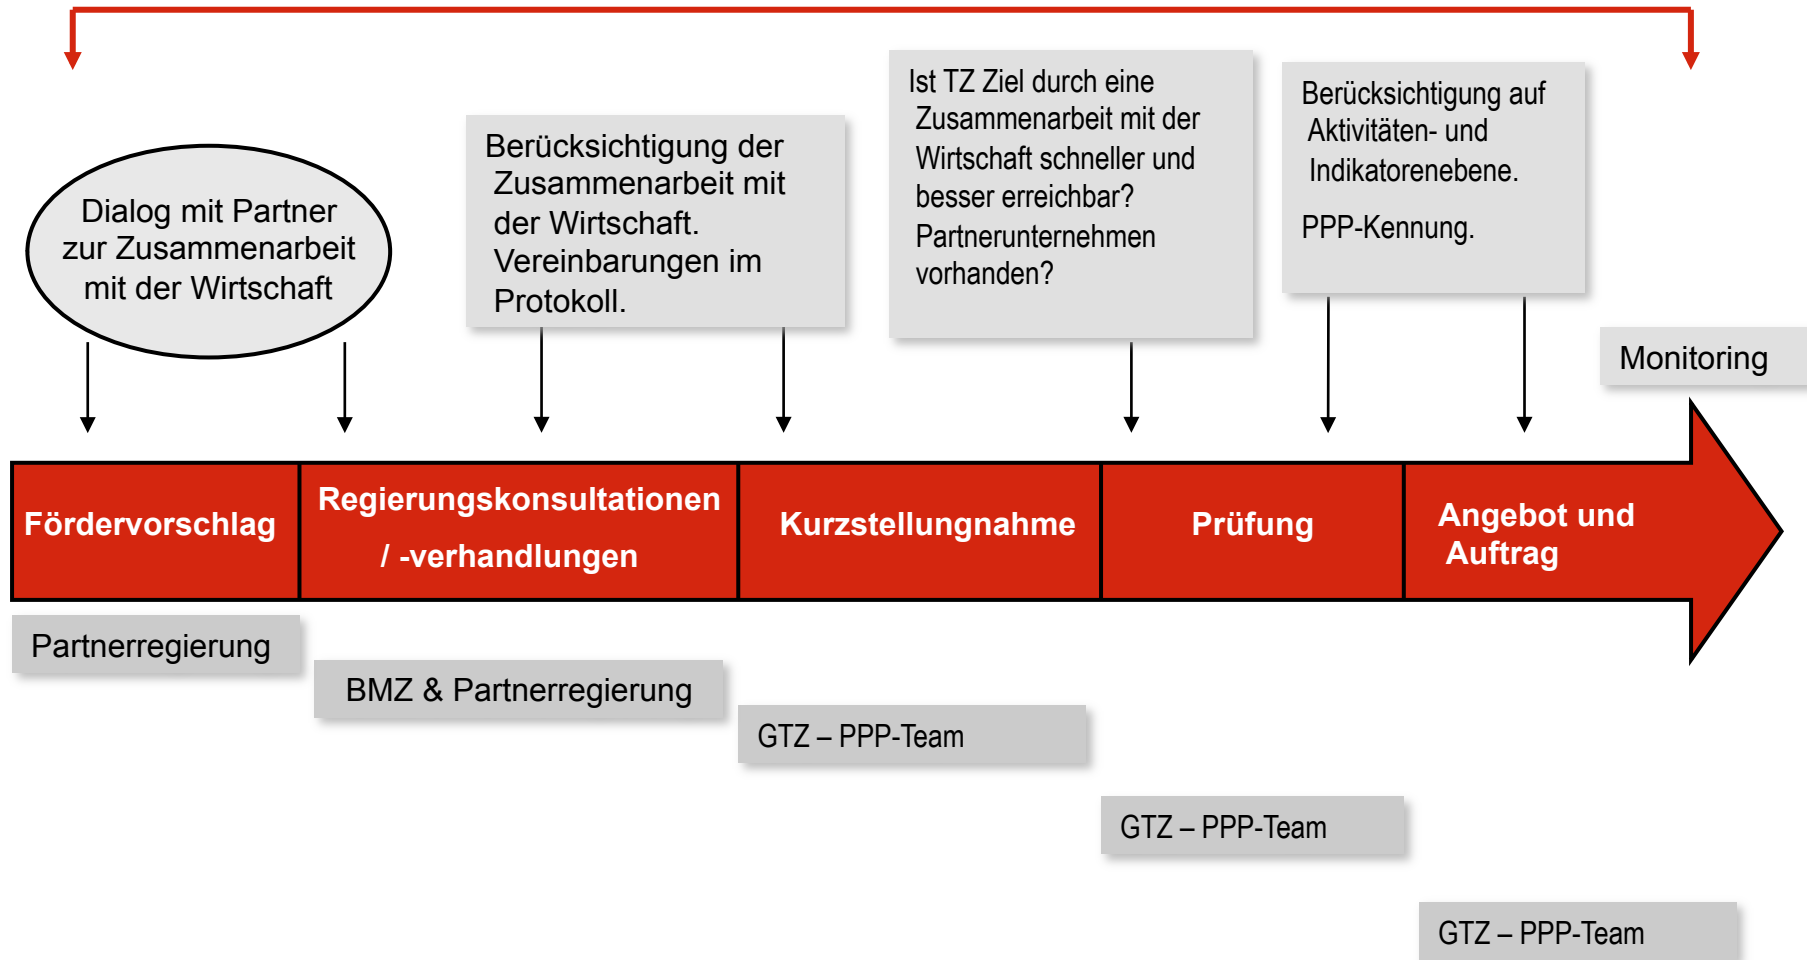 Dialog mit Partner
zur Zusammenarbeit
mit der Wirtschaft
Berücksichtigung der
Zusammenarbeit mit
der Wirtschaft.
Vereinbarungen im
Protokoll.
Ist TZ Ziel durch eine
Zusammenarbeit mit der
Wirtschaft schneller und
besser erreichbar?
Partnerunternehmen
vorhanden?
Berücksichtigung auf
Aktivitäten- und
Indikatorenebene.
PPP-Kennung.
Monitoring
Fördervorschlag
Regierungskonsultationen
/ -verhandlungen
Kurzstellungnahme
Prüfung
Angebot und
Auftrag
Partnerregierung
BMZ & Partnerregierung
GTZ – PPP-Team
GTZ – PPP-Team
GTZ – PPP-Team